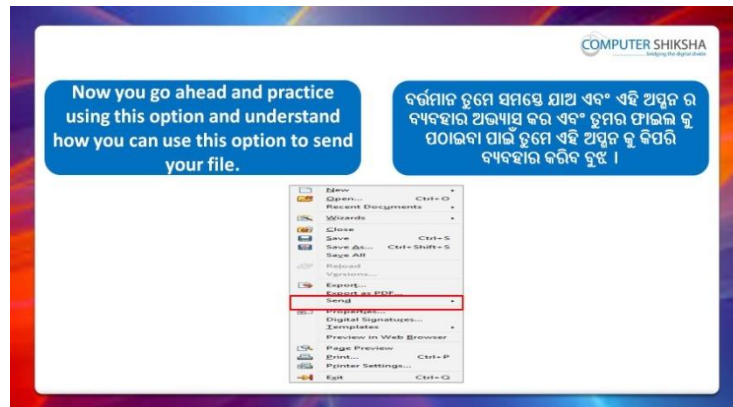 COMPUTER SHIKSHA
bridging the digital divide
Now you go ahead and practice
using this option and understand
how you can use this option to send
your file.
ବର୍ତ୍ତମାନ ତୁମେ ସମସ୍ତେ ଯାଅ ଏବଂ ଏହି ଅପ୍ସନ ର
ବ୍ୟବହାର ଅଭ୍ୟାସ କର ଏବଂ ତୁମର ଫାଇଲ କୁ
ପଠାଇବା ପାଇଁ ତୁମେ ଏହି ଅପ୍ସନ କୁ କିପରି
ବ୍ୟବହାର କରିବ ବୁଝ ।
New
Open... Ctrl+O
Recent Documents
Wizards
Close
Save Ctrl+S
Save As... Ctrl+Shift+S
Save All
Reload
Versions...
Export...
Export as PDF...
Send
Properties...
Digital Signatures...
Templates
Preview in Web Browser
Page Preview
Print... Ctrl+P
Printer Settings...
Exit Ctrl+Q